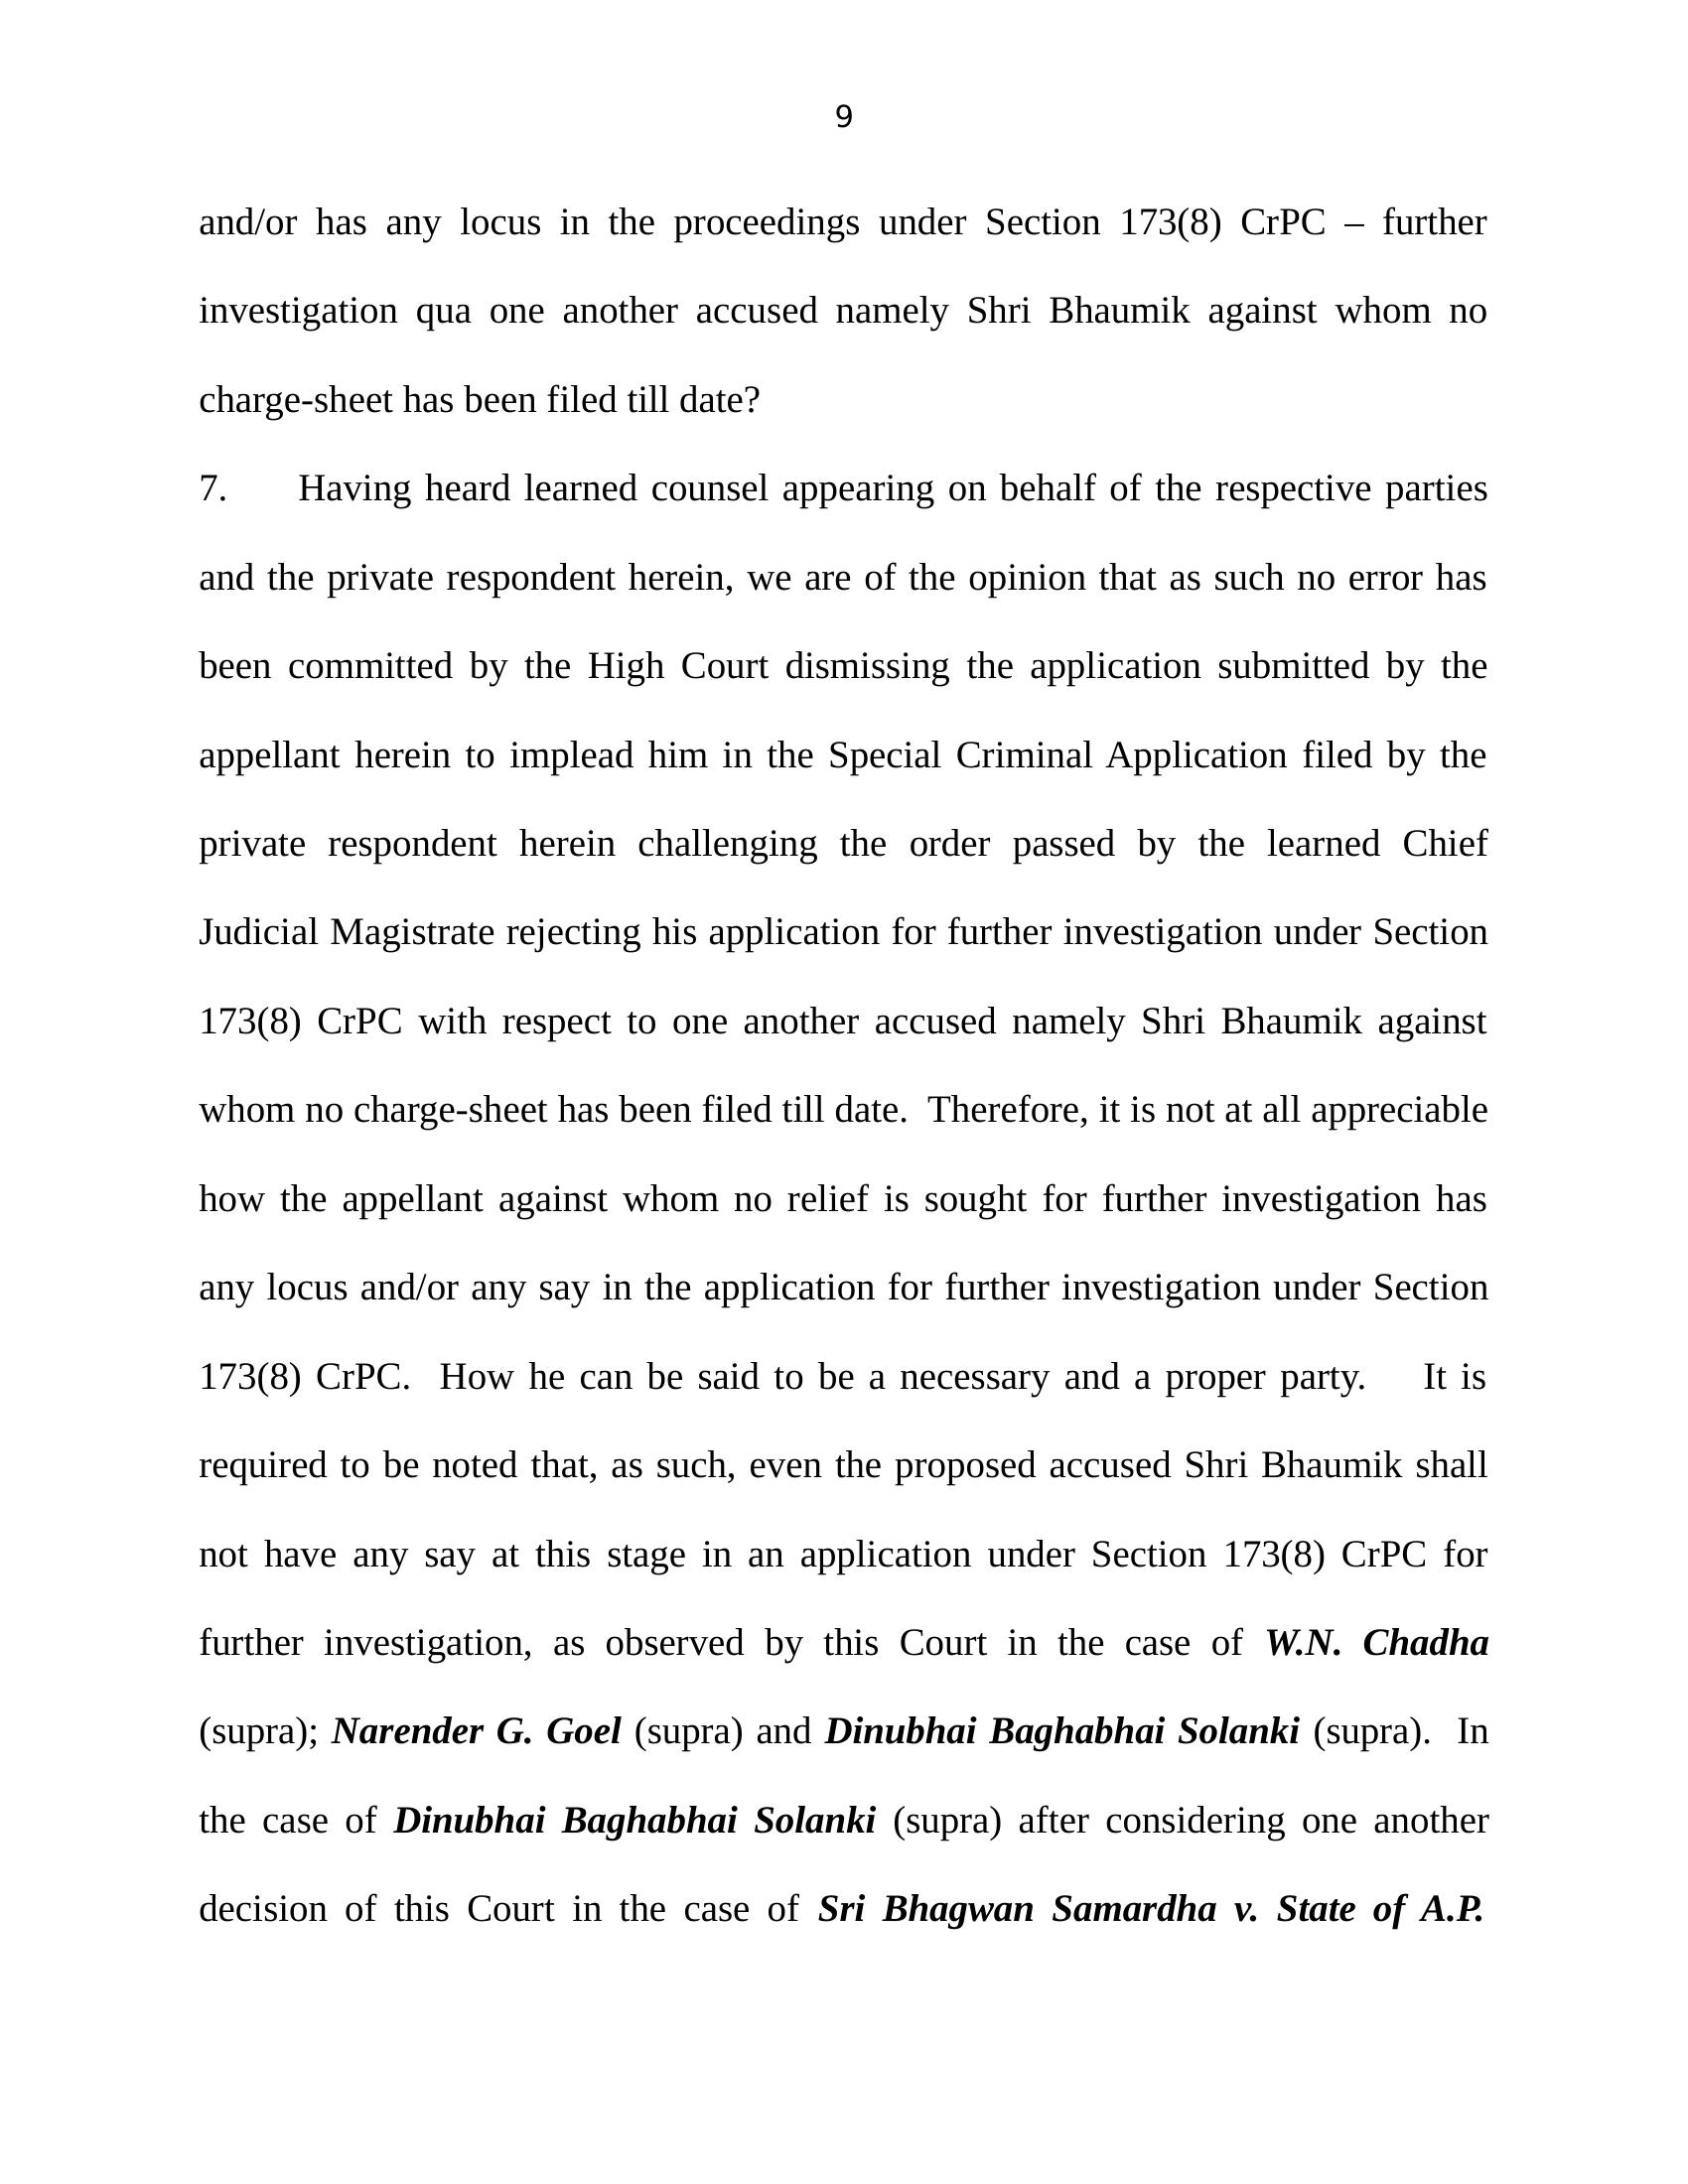 9
and/or has any locus in the proceedings under Section 173(8) CrPC – further
investigation qua one another accused namely Shri Bhaumik against whom no
charge-sheet has been filed till date?
7. Having heard learned counsel appearing on behalf of the respective parties
and the private respondent herein, we are of the opinion that as such no error has
been committed by the High Court dismissing the application submitted by the
appellant herein to implead him in the Special Criminal Application filed by the
private respondent herein challenging the order passed by the learned Chief
Judicial Magistrate rejecting his application for further investigation under Section
173(8) CrPC with respect to one another accused namely Shri Bhaumik against
whom no charge-sheet has been filed till date. Therefore, it is not at all appreciable
how the appellant against whom no relief is sought for further investigation has
any locus and/or any say in the application for further investigation under Section
173(8) CrPC. How he can be said to be a necessary and a proper party. It is
required to be noted that, as such, even the proposed accused Shri Bhaumik shall
not have any say at this stage in an application under Section 173(8) CrPC for
further investigation, as observed by this Court in the case of W.N. Chadha
(supra); Narender G. Goel (supra) and Dinubhai Baghabhai Solanki (supra). In
the case of Dinubhai Baghabhai Solanki (supra) after considering one another
decision of this Court in the case of Sri Bhagwan Samardha v. State of A.P.